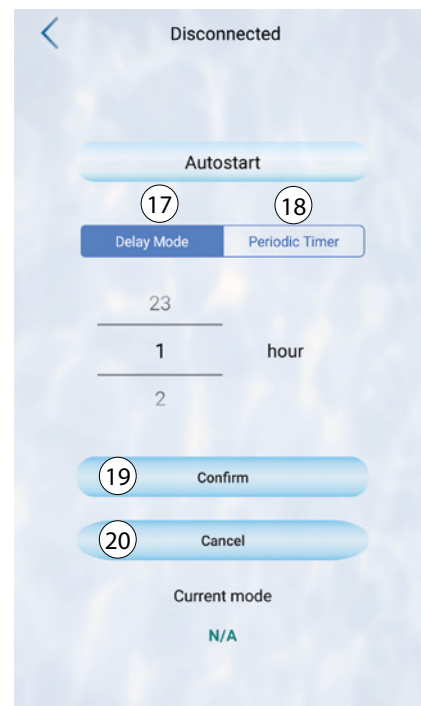 Disconnected
Autostart
17 18
Delay Mode Periodic Timer
23
1 hour
2
19 Confirm
20 Cancel
Current mode
N/A